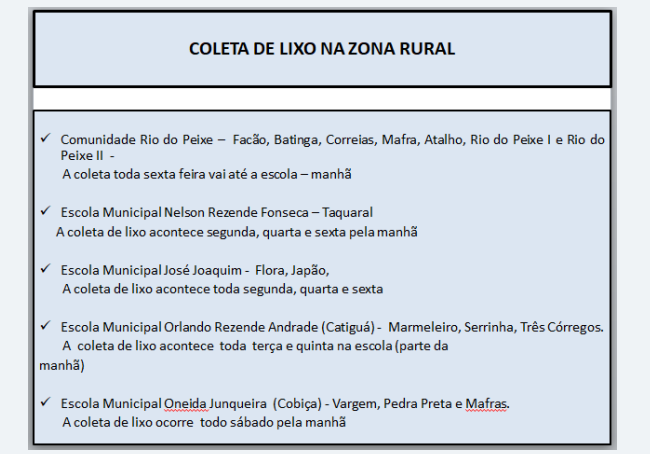 COLETA DE LIXO NA ZONA RURAL
✓ Comunidade Rio do Peixe – Facão, Batinga, Correias, Mafra, Atalho, Rio do Peixe I e Rio do
Peixe II -
A coleta toda sexta feira vai até a escola – manhã
✓ Escola Municipal Nelson Rezende Fonseca – Taquaral
A coleta de lixo acontece segunda, quarta e sexta pela manhã
✓ Escola Municipal José Joaquim - Flora, Japão,
A coleta de lixo acontece toda segunda, quarta e sexta
✓ Escola Municipal Orlando Rezende Andrade (Catiguá) - Marmeleiro, Serrinha, Três Córregos.
A coleta de lixo acontece toda terça e quinta na escola (parte da
manhã)
✓ Escola Municipal Oneida Junqueira (Cobiça) - Vargem, Pedra Preta e Mafras.
A coleta de lixo ocorre todo sábado pela manhã